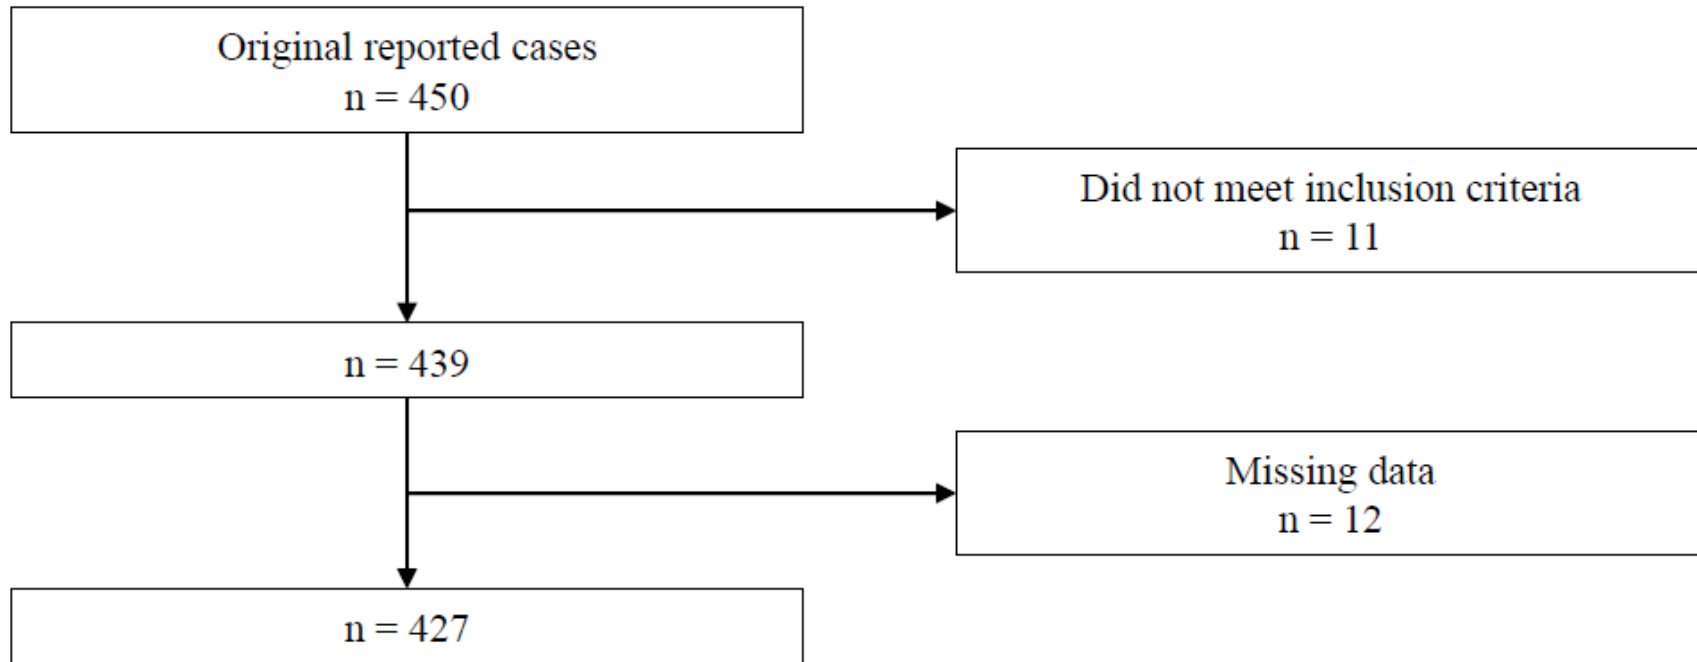 Original reported cases
n = 450
Did not meet inclusion criteria
n = 11
n = 439
Missing data
n = 12
n = 427